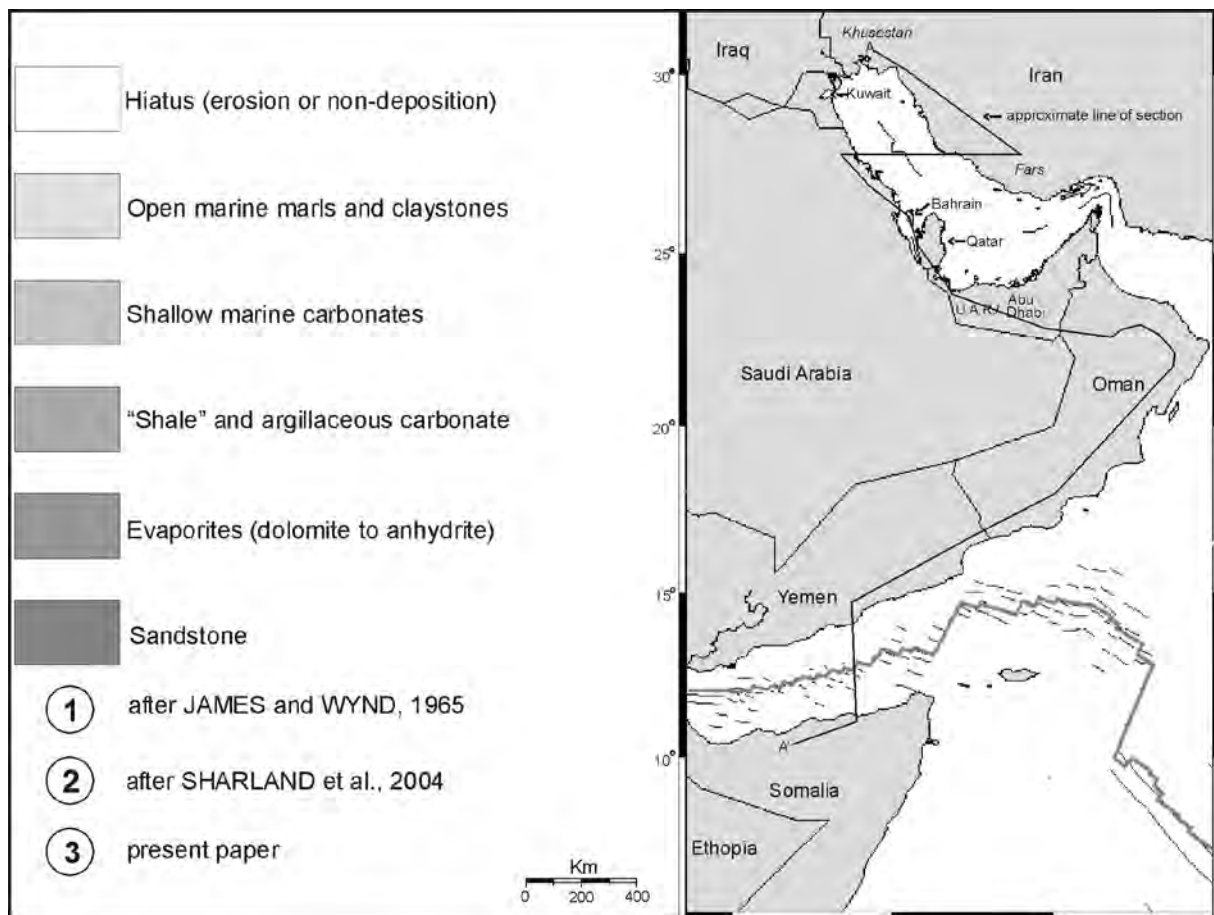 Hiatus (erosion or non-deposition)
Open marine marls and claystones
Shallow marine carbonates
“Shale” and argillaceous carbonate
Evaporites (dolomite to anhydrite)
Sandstone
1 after JAMES and WYND, 1965
2 after SHARLAND et al., 2004
3 present paper
Km
0 200 400
Khusestan
A
Iraq
Iran
30°
Kuwait
approximate line of section
Fars
Bahrain
Qatar
25°
U.A.E.
Abu
Dhabi
Saudi Arabia
Oman
20°
15°
Yemen
A'
10°
Somalia
Ethiopia